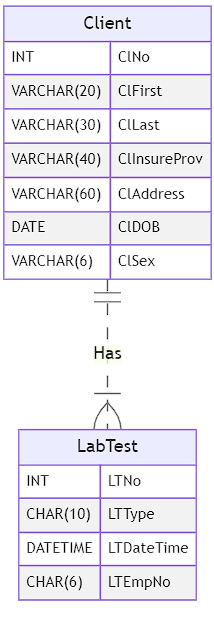 Client
INT ClNo
VARCHAR(20) ClFirst
VARCHAR(30) ClLast
VARCHAR(40) ClInsureProv
VARCHAR(60) ClAddress
DATE ClDOB
VARCHAR(6) ClSex
Has
LabTest
INT LTNo
CHAR(10) LTType
DATETIME LTDateTime
CHAR(6) LTEmpNo